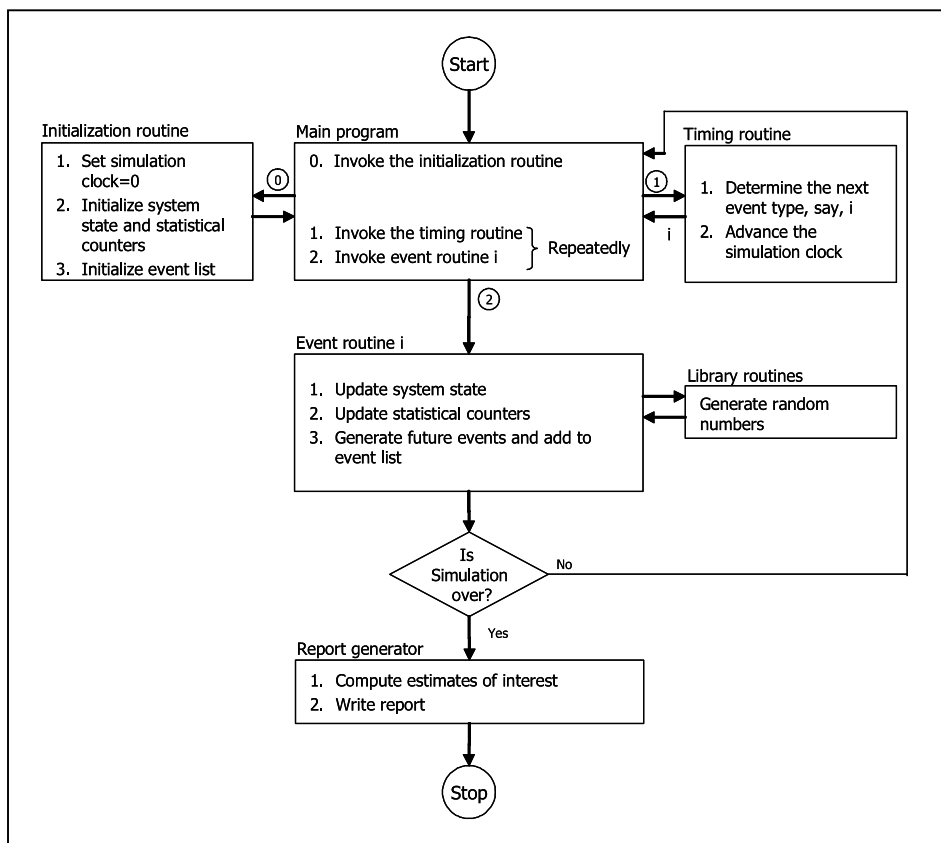 Start
Initialization routine
1. Set simulation
clock=0
2. Initialize system
state and statistical
counters
3. Initialize event list
0
Main program
0. Invoke the initialization routine
1. Invoke the timing routine
2. Invoke event routine i
Repeatedly
1
i
Timing routine
1. Determine the next
event type, say, i
2. Advance the
simulation clock
2
Event routine i
1. Update system state
2. Update statistical counters
3. Generate future events and add to
event list
Library routines
Generate random
numbers
Is
Simulation
over?
No
Yes
Report generator
1. Compute estimates of interest
2. Write report
Stop